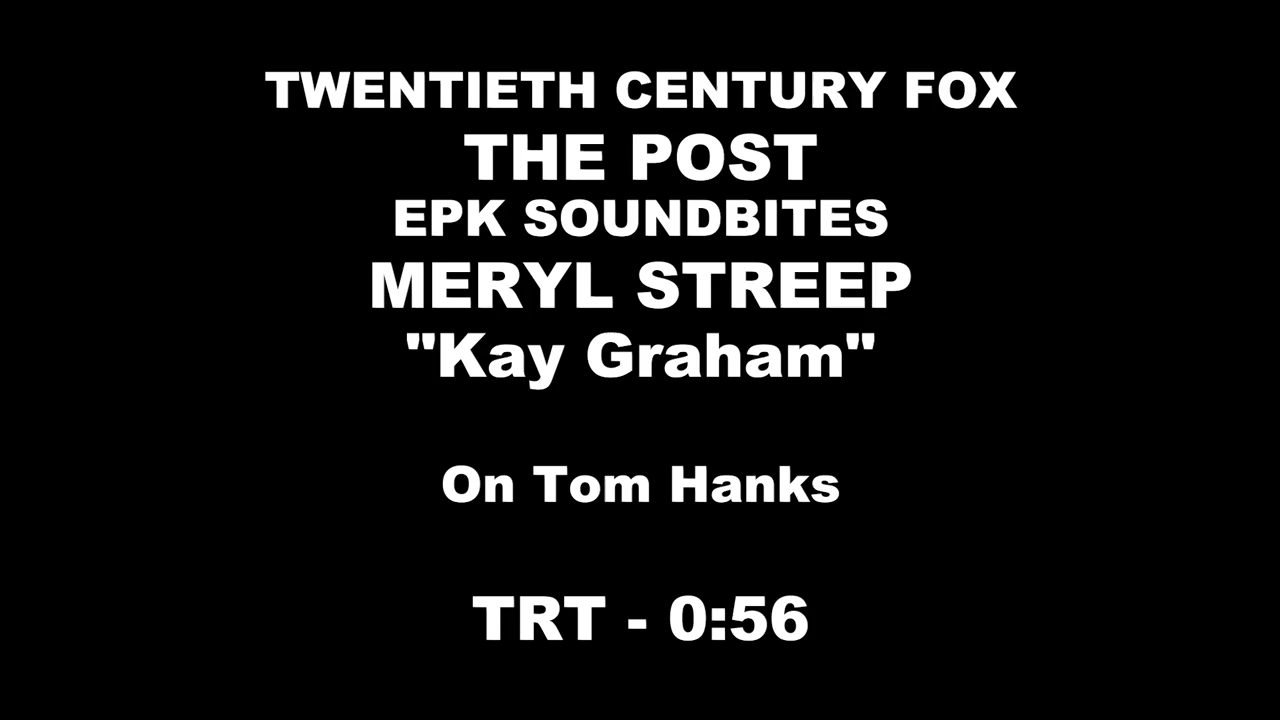 TWENTIETH CENTURY FOX
THE POST
EPK SOUNDBITES
MERYL STREEP
"Kay Graham"
On Tom Hanks
TRT - 0:56